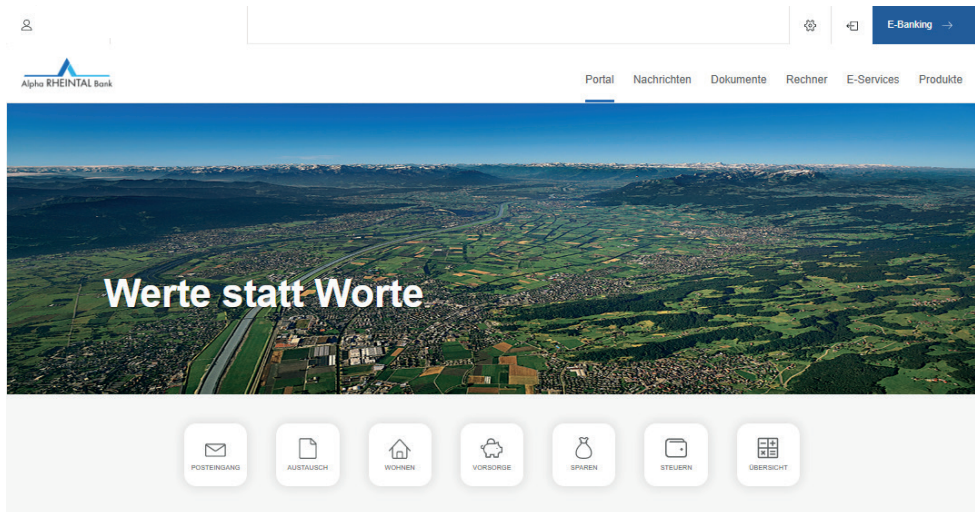 E-Banking
Alpha RHEINTAL Bank
Portal Nachrichten Dokumente Rechner E-Services Produkte
Werte statt Worte
POSTEINGANG AUSTAUSCH WOHNEN VORSORGE SPAREN STEUERN ÜBERSICHT